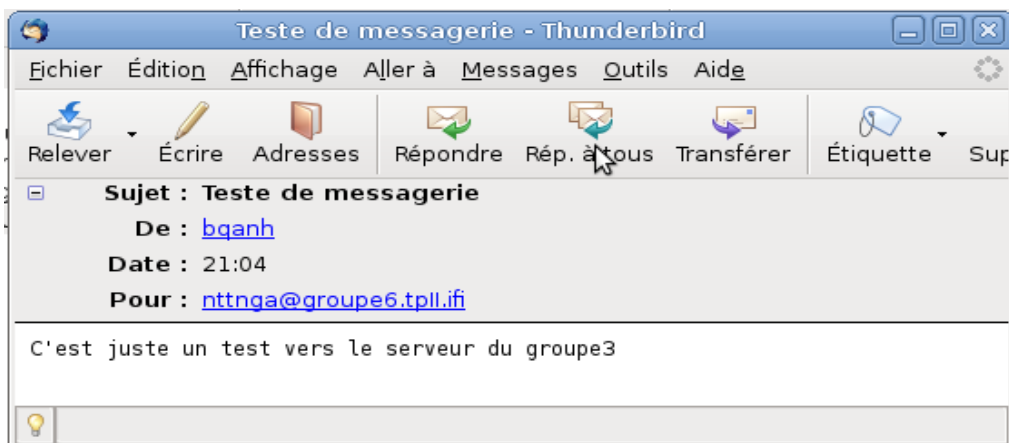 Teste de messagerie - Thunderbird
Fichier Édition Affichage Aller à Messages Outils Aide
Relever Écrire Adresses Répondre Rép. à tous Transférer Étiquette Sup
Sujet : Teste de messagerie
De : bqanh
Date : 21:04
Pour : nttnga@groupe6.tpII.ifi
C'est juste un test vers le serveur du groupe3